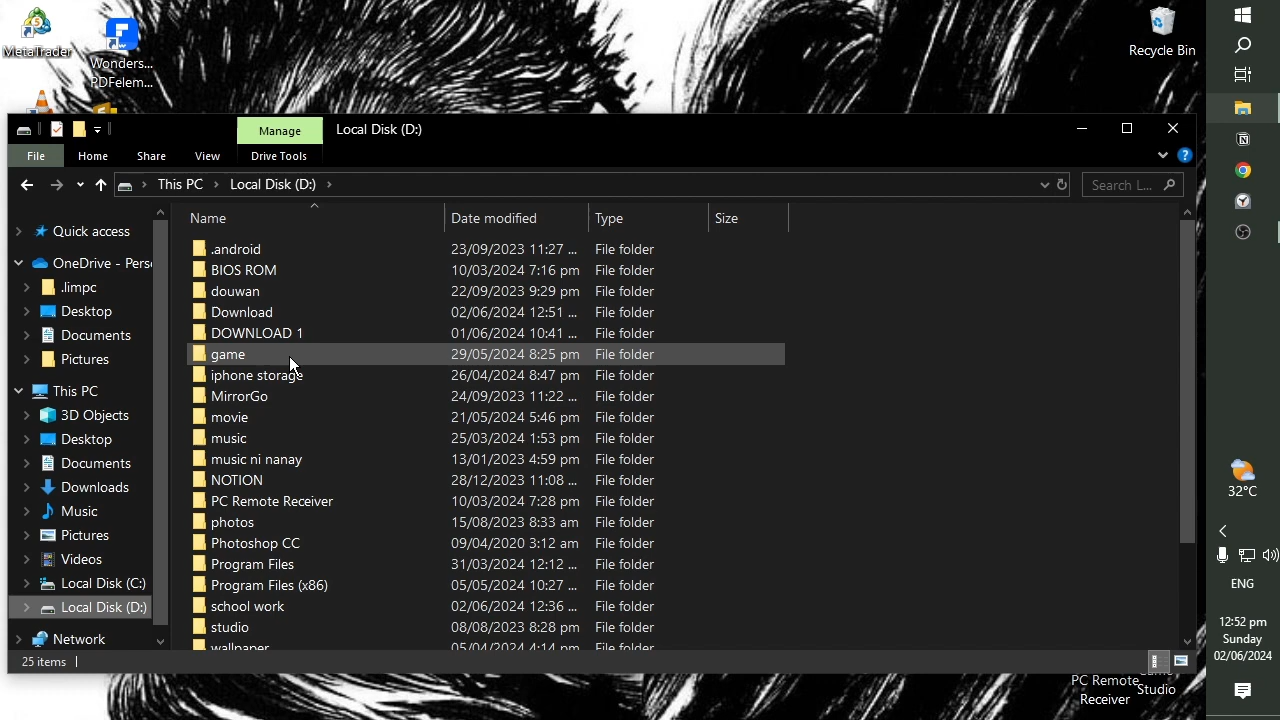 MetaTrader
Wonders...
PDFelem...
Recycle Bin
Manage
Local Disk (D:)
File
Home
Share
View
Drive Tools
This PC
Local Disk (D:)
Search L...
Name
Date modified
Type
Size
Quick access
OneDrive - Perso
.limpc
Desktop
Documents
Pictures
This PC
3D Objects
Desktop
Documents
Downloads
Music
Pictures
Videos
Local Disk (C:)
Local Disk (D:)
Network
.android 23/09/2023 11:27 ... File folder
BIOS ROM 10/03/2024 7:16 pm File folder
douwan 22/09/2023 9:29 pm File folder
Download 02/06/2024 12:51 ... File folder
DOWNLOAD 1 01/06/2024 10:41 ... File folder
game 29/05/2024 8:25 pm File folder
iphone storage 26/04/2024 8:47 pm File folder
MirrorGo 24/09/2023 11:22 ... File folder
movie 21/05/2024 5:46 pm File folder
music 25/03/2024 1:53 pm File folder
music ni nanay 13/01/2023 4:59 pm File folder
NOTION 28/12/2023 11:08 ... File folder
PC Remote Receiver 10/03/2024 7:28 pm File folder
photos 15/08/2023 8:33 am File folder
Photoshop CC 09/04/2020 3:12 am File folder
Program Files 31/03/2024 12:12 ... File folder
Program Files (x86) 05/05/2024 10:27 ... File folder
school work 02/06/2024 12:36 ... File folder
studio 08/08/2023 8:28 pm File folder
wallpaper 05/04/2024 4:14 pm File folder
25 items
PC Remote
Receiver
Studio
32°C
ENG
12:52 pm
Sunday
02/06/2024